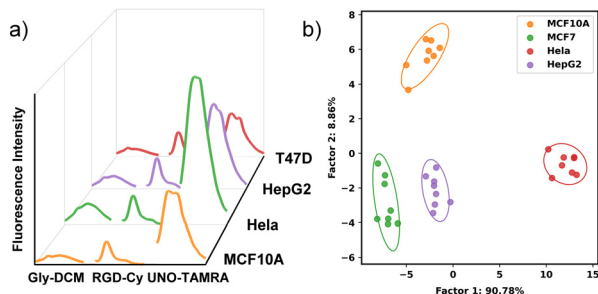 a)
Fluorescence Intensity
T47D
HepG2
Hela
MCF10A
Gly-DCM RGD-Cy UNO-TAMRA
b)
MCF10A
MCF7
Hela
HepG2
Factor 2: 8.86%
8
6
4
2
0
−2
−4
−6
−5 0 5 10 15
Factor 1: 90.78%